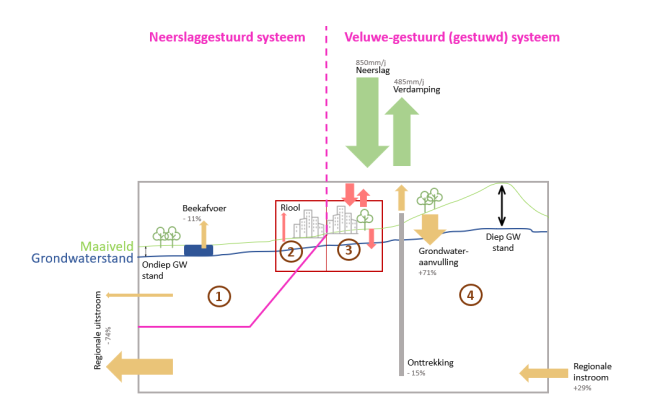 Neerslaggestuurd systeem
Veluwe-gestuurd (gestuwd) systeem
850mm/j
Neerslag
485mm/j
Verdamping
Beekafvoer
- 11%
Riool
Maaiveld
Grondwaterstand
Ondiep GW
stand
2
3
Grondwater-
aanvulling
+71%
Diep GW
stand
1
4
Regionale uitstroom
- 74%
Onttrekking
- 15%
Regionale
instroom
+29%